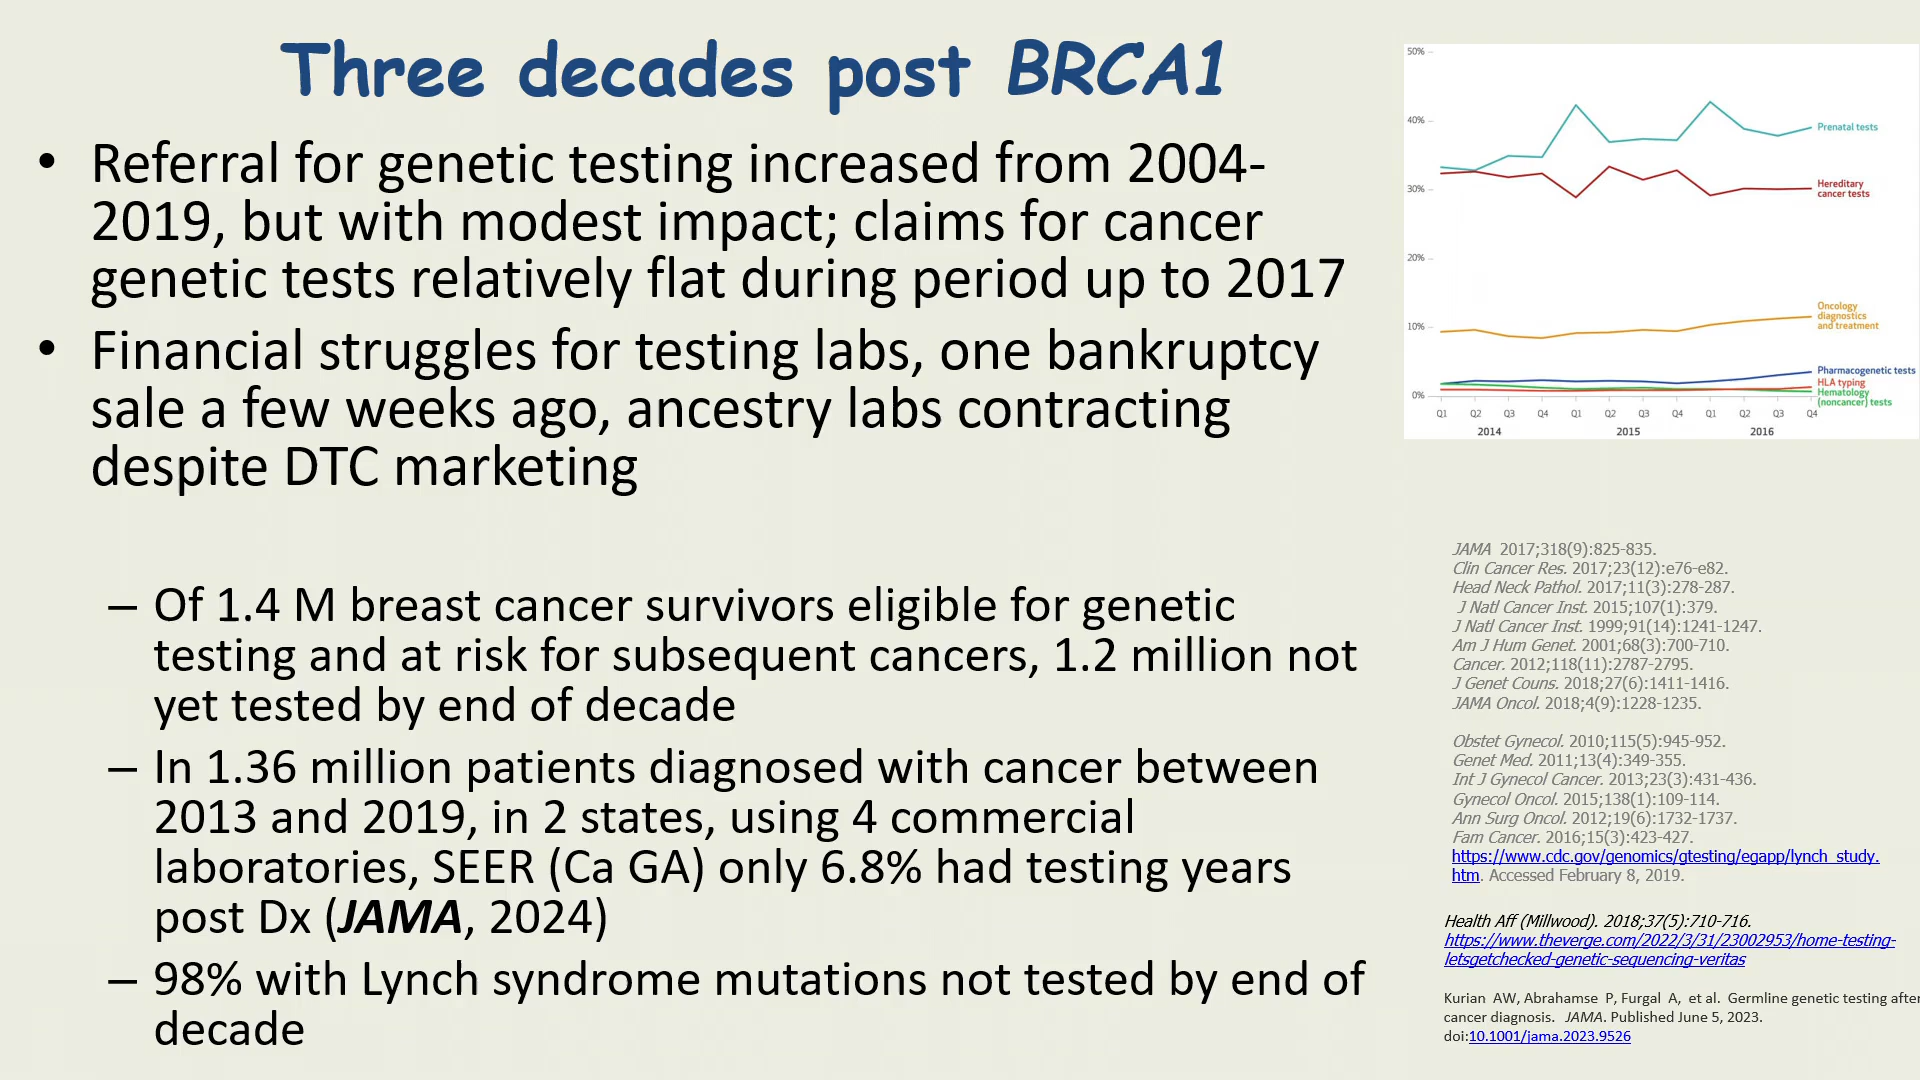 Three decades post BRCA1
• Referral for genetic testing increased from 2004-
2019, but with modest impact; claims for cancer
genetic tests relatively flat during period up to 2017
• Financial struggles for testing labs, one bankruptcy
sale a few weeks ago, ancestry labs contracting
despite DTC marketing
– Of 1.4 M breast cancer survivors eligible for genetic
testing and at risk for subsequent cancers, 1.2 million not
yet tested by end of decade
– In 1.36 million patients diagnosed with cancer between
2013 and 2019, in 2 states, using 4 commercial
laboratories, SEER (Ca GA) only 6.8% had testing years
post Dx (JAMA, 2024)
– 98% with Lynch syndrome mutations not tested by end of
decade
50%
40%
30%
20%
10%
0%
Prenatal tests
Hereditary
cancer tests
Oncology
diagnostics
and treatment
Pharmacogenetic tests
HLA typing
Hematology
(noncancer) tests
Q1 Q2 Q3 Q4 Q1 Q2 Q3 Q4 Q1 Q2 Q3 Q4
2014 2015 2016
JAMA 2017;318(9):825-835.
Clin Cancer Res. 2017;23(12):e76-e82.
Head Neck Pathol. 2017;11(3):278-287.
J Natl Cancer Inst. 2015;107(1):379.
J Natl Cancer Inst. 1999;91(14):1241-1247.
Am J Hum Genet. 2001;68(3):700-710.
Cancer. 2012;118(11):2787-2795.
J Genet Couns. 2018;27(6):1411-1416.
JAMA Oncol. 2018;4(9):1228-1235.
Obstet Gynecol. 2010;115(5):945-952.
Genet Med. 2011;13(4):349-355.
Int J Gynecol Cancer. 2013;23(3):431-436.
Gynecol Oncol. 2015;138(1):109-114.
Ann Surg Oncol. 2012;19(6):1732-1737.
Fam Cancer. 2016;15(3):423-427.
https://www.cdc.gov/genomics/gtesting/egapp/lynch_study.
htm. Accessed February 8, 2019.
Health Aff (Millwood). 2018;37(5):710-716.
https://www.theverge.com/2022/3/31/23002953/home-testing-
letsgetchecked-genetic-sequencing-veritas
Kurian AW, Abrahamse P, Furgal A, et al. Germline genetic testing after
cancer diagnosis. JAMA. Published June 5, 2023.
doi:10.1001/jama.2023.9526